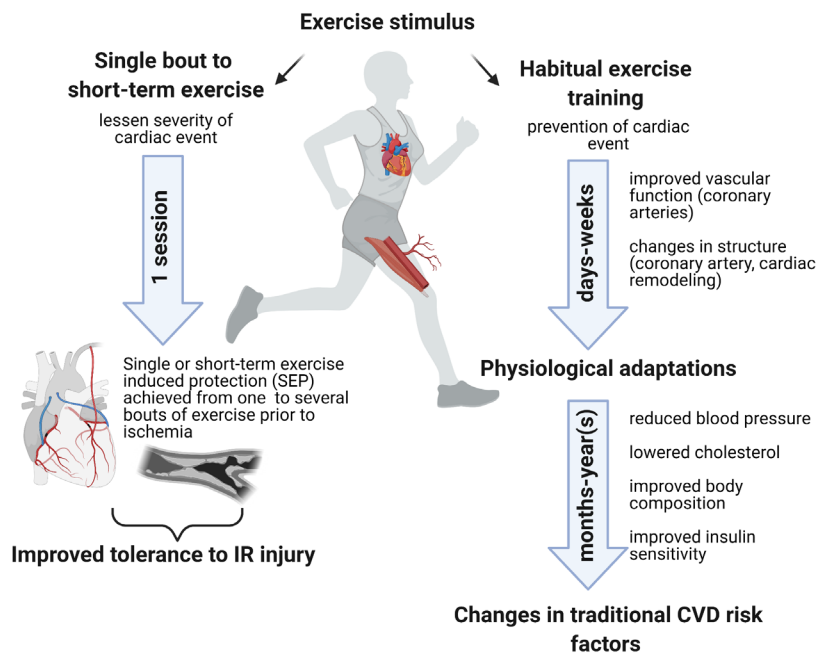 Exercise stimulus
Single bout to
short-term exercise
lessen severity of
cardiac event
1 session
Single or short-term exercise
induced protection (SEP)
achieved from one to several
bouts of exercise prior to
ischemia
Improved tolerance to IR injury
Habitual exercise
training
prevention of cardiac
event
days-weeks
improved vascular
function (coronary
arteries)
changes in structure
(coronary artery, cardiac
remodeling)
Physiological adaptations
months-year(s)
reduced blood pressure
lowered cholesterol
improved body
composition
improved insulin
sensitivity
Changes in traditional CVD risk
factors